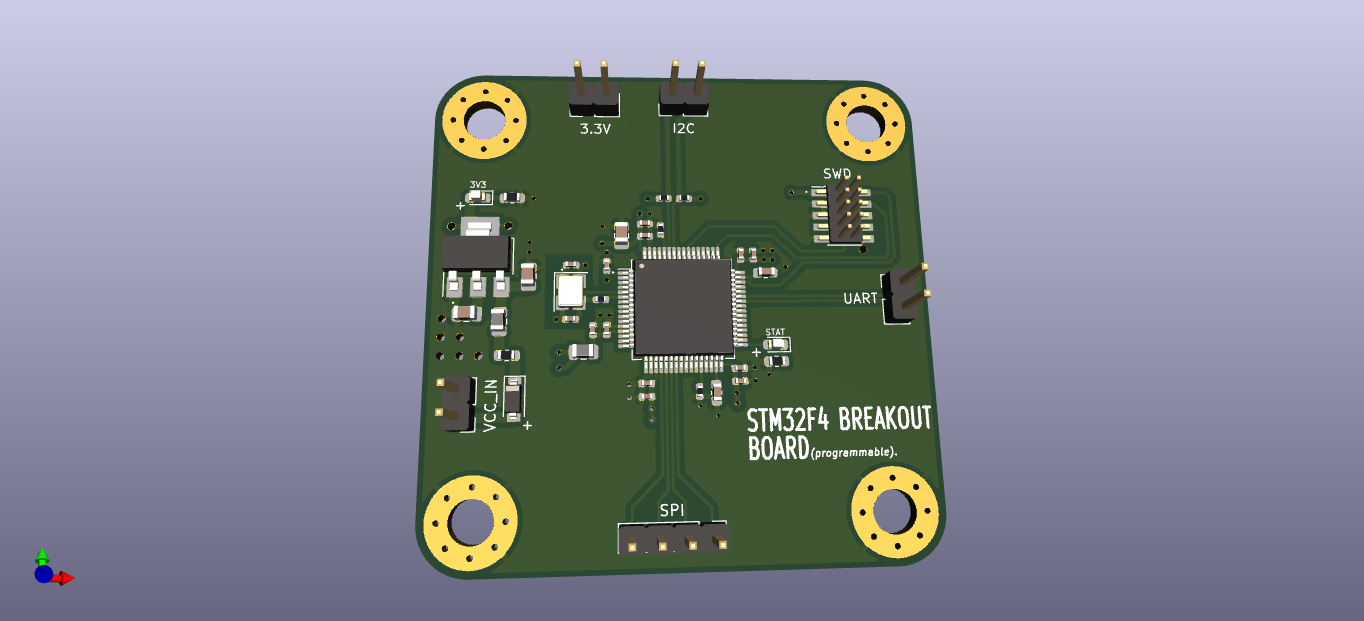 3.3V
I2C
SWD
3V3
UART
STAT
VCC_IN
STM32F4 BREAKOUT
BOARD(programmable).
SPI